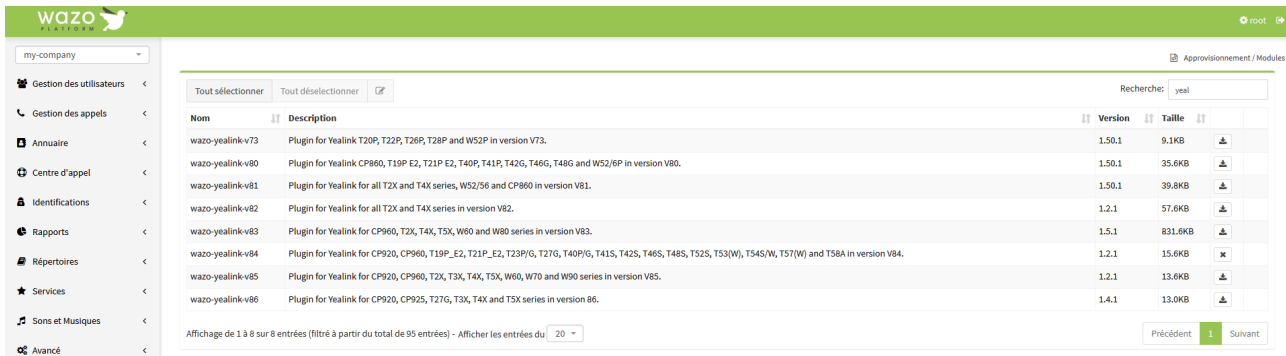 wazo
PLATFORM
root
my-company
Approvisionnement / Modules
Gestion des utilisateurs
Gestion des appels
Annuaire
Centre d'appel
Identifications
Rapports
Répertoires
Services
Sons et Musiques
Avancé
Tout sélectionner Tout déselectionner Recherche: yeal
Nom Description Version Taille
wazo-yealink-v73 Plugin for Yealink T20P, T22P, T26P, T28P and W52P in version V73. 1.50.1 9.1KB
wazo-yealink-v80 Plugin for Yealink CP860, T19P E2, T21P E2, T40P, T41P, T42G, T46G, T48G and W52/6P in version V80. 1.50.1 35.6KB
wazo-yealink-v81 Plugin for Yealink for all T2X and T4X series, W52/56 and CP860 in version V81. 1.50.1 39.8KB
wazo-yealink-v82 Plugin for Yealink for all T2X and T4X series in version V82. 1.2.1 57.6KB
wazo-yealink-v83 Plugin for Yealink for CP960, T2X, T4X, T5X, W60 and W80 series in version V83. 1.5.1 831.6KB
wazo-yealink-v84 Plugin for Yealink for CP920, CP960, T19P_E2, T21P_E2, T23P/G, T27G, T40P/G, T41S, T42S, T46S, T48S, T52S, T53(W), T54S/W, T57(W) and T58A in version V84. 1.2.1 15.6KB
wazo-yealink-v85 Plugin for Yealink for CP920, CP960, T2X, T3X, T4X, T5X, W60, W70 and W90 series in version V85. 1.2.1 13.6KB
wazo-yealink-v86 Plugin for Yealink for CP920, CP925, T27G, T3X, T4X and T5X series in version 86. 1.4.1 13.0KB
Affichage de 1 à 8 sur 8 entrées (filtré à partir du total de 95 entrées) - Afficher les entrées du 20
Précédent 1 Suivant